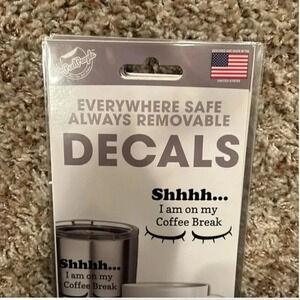 EVERYWHERE SAFE
ALWAYS REMOVABLE
DECALS
Shhhh...
I am on my
Coffee Break
Shhhh...
I am on my
Coffee Break